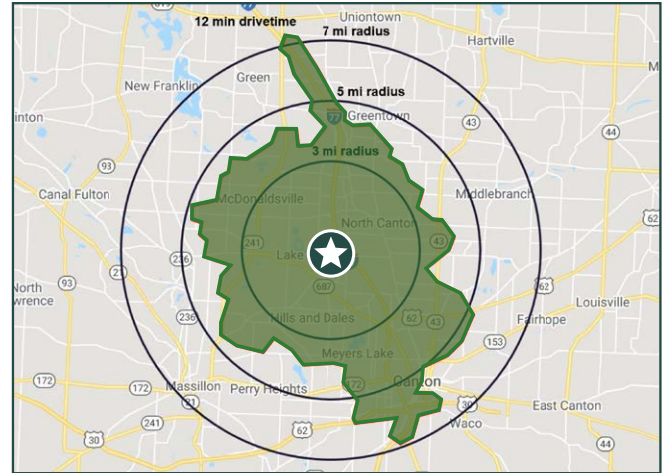 12 min drivetime
Uniontown
7 mi radius
Hartville
Green
New Franklin
5 mi radius
77
Greentown
inton
43
44
3 mi radius
93
Canal Fulton
McDonaldsville
Middlebranch
62
North Canton
241
43
Lake
236
21
687
93
North
wrence
62
Louisville
236
Hills and Dales
62
43
Fairhope
153
Meyers Lake
172
172
Massillon
Perry Heights
172
Canton
21
30
East Canton
241
Waco
62
30
44